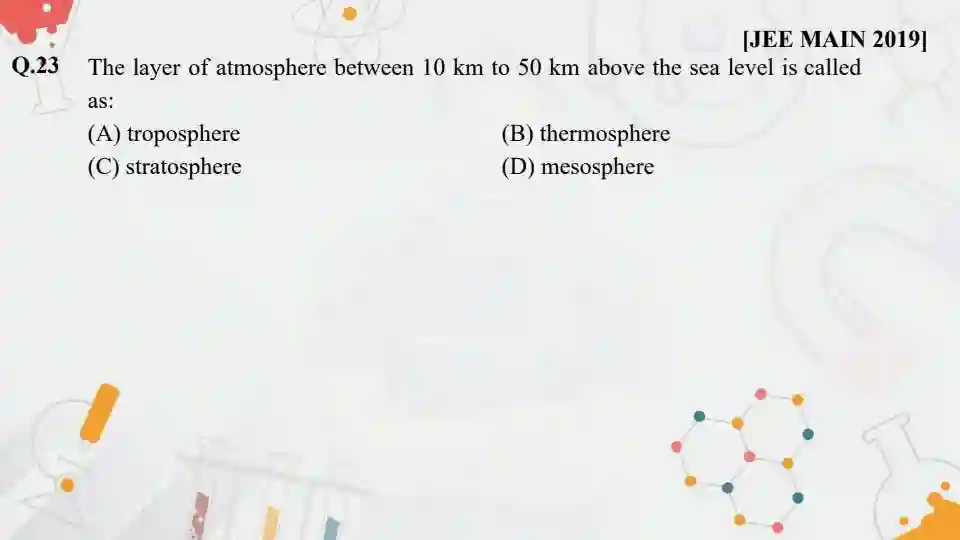 [JEE MAIN 2019]
Q.23 The layer of atmosphere between 10 km to 50 km above the sea level is called
as:
(A) troposphere (B) thermosphere
(C) stratosphere (D) mesosphere